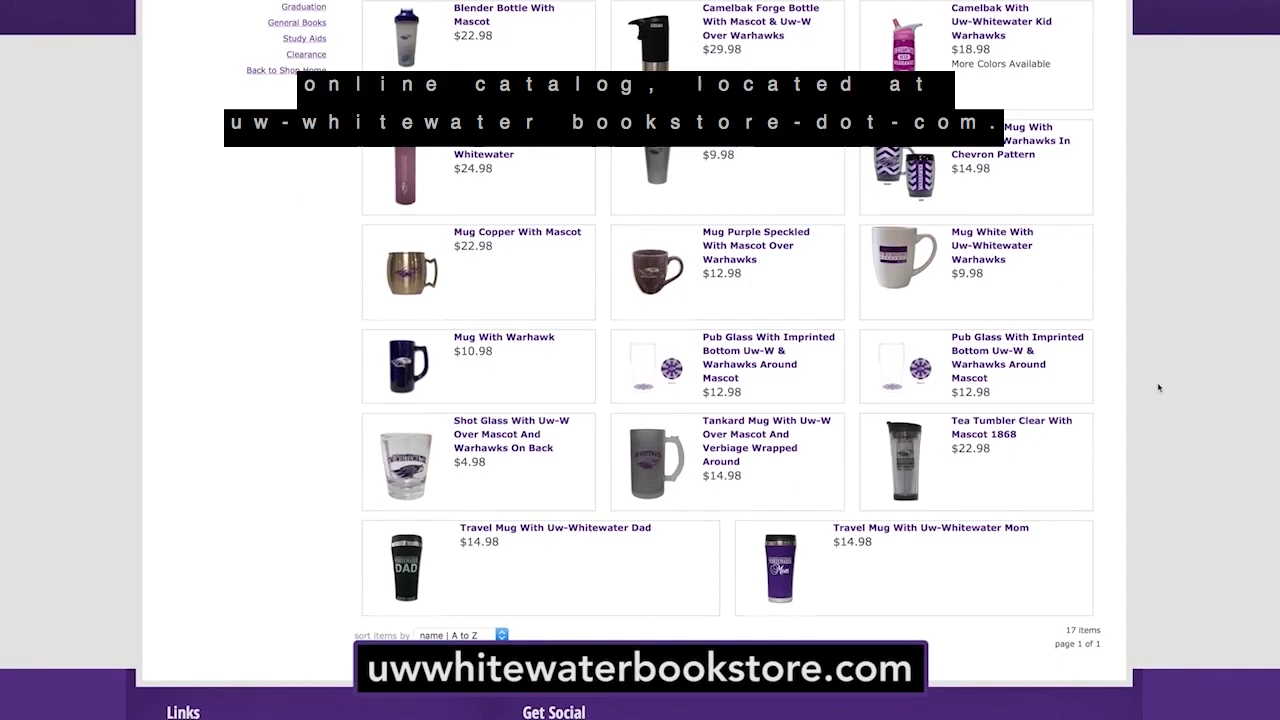 Graduation
General Books
Study Aids
Clearance
Back to Shop Home
Blender Bottle With
Mascot
$22.98
Camelbak Forge Bottle
With Mascot & Uw-W
Over Warhawks
$29.98
Camelbak With
Uw-Whitewater Kid
Warhawks
$18.98
More Colors Available
online catalog, located at
uw-whitewater bookstore-dot-com.
Whitewater
$24.98
$9.98
Mug With
Warhawks In
Chevron Pattern
$14.98
Mug Copper With Mascot
$22.98
Mug Purple Speckled
With Mascot Over
Warhawks
$12.98
Mug White With
Uw-Whitewater
Warhawks
$9.98
Mug With Warhawk
$10.98
Pub Glass With Imprinted
Bottom Uw-W &
Warhawks Around
Mascot
$12.98
Pub Glass With Imprinted
Bottom Uw-W &
Warhawks Around
Mascot
$12.98
Shot Glass With Uw-W
Over Mascot And
Warhawks On Back
$4.98
Tankard Mug With Uw-W
Over Mascot And
Verbiage Wrapped
Around
$14.98
Tea Tumbler Clear With
Mascot 1868
$22.98
Travel Mug With Uw-Whitewater Dad
$14.98
DAD
Travel Mug With Uw-Whitewater Mom
$14.98
Mom
sort items by name | A to Z
17 items
page 1 of 1
uwwhitewaterbookstore.com
Links
Get Social